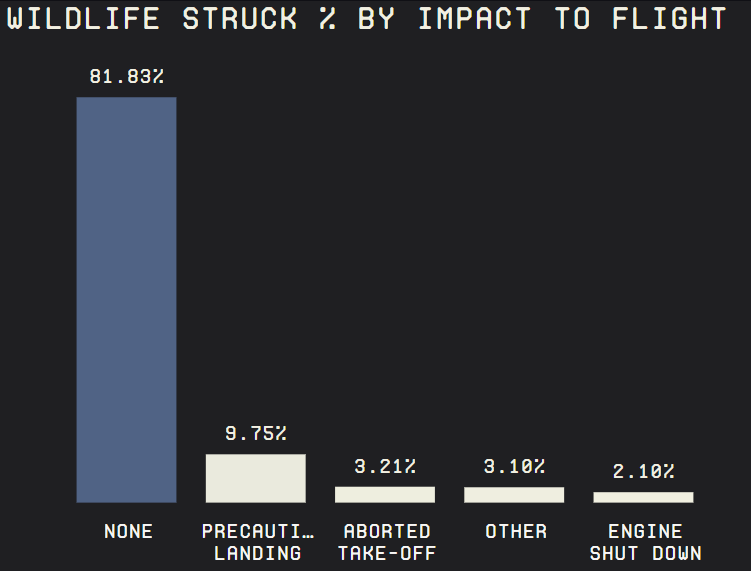 WILDLIFE STRUCK % BY IMPACT TO FLIGHT
81.83%
9.75%
3.21%
3.10%
2.10%
NONE
PRECAUTI…
LANDING
ABORTED
TAKE-OFF
OTHER
ENGINE
SHUT DOWN